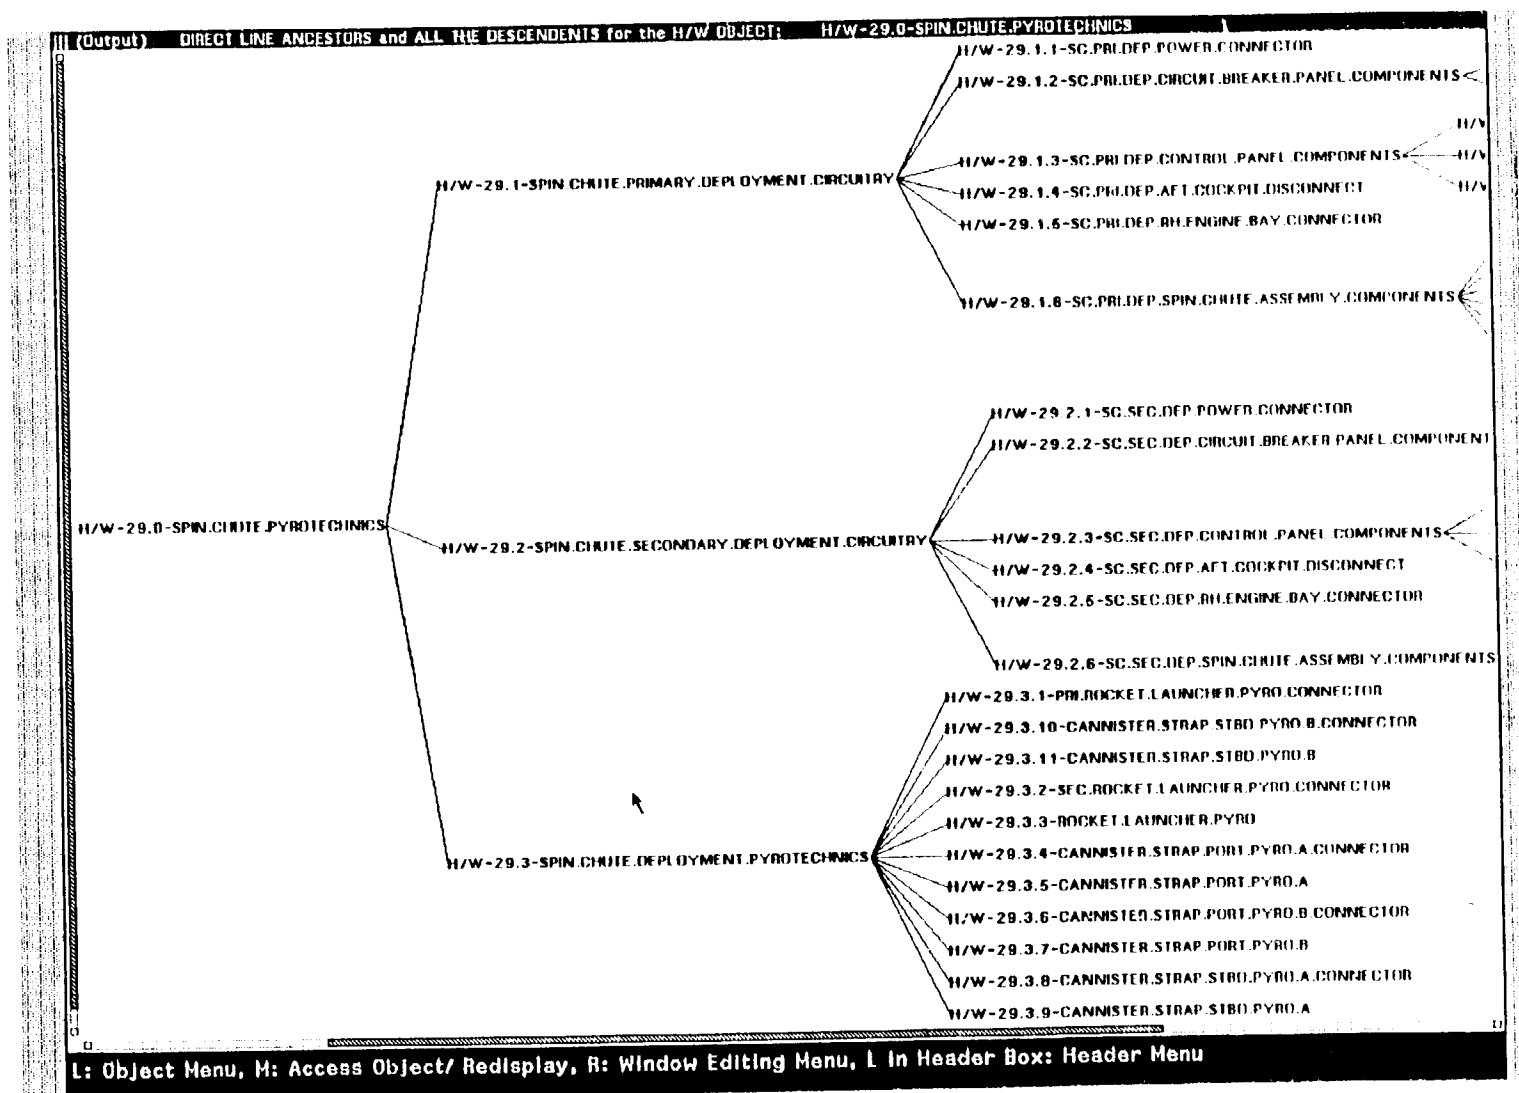 (Output) DIRECT LINE ANCESTORS and ALL THE DESCENDENTS for the H/W OBJECT: H/W-29.0-SPIN.CHUTE.PYROTECHNICS
H/W-29.1.1-SC.PRI.DEP.POWER.CONNECTOR
H/W-29.1.2-SC.PRI.DEP.CIRCUIT.BREAKER.PANEL.COMPONENTS
H/W
H/W-29.1.3-SC.PRI.DEP.CONTROL.PANEL.COMPONENTS
H/W
H/W-29.1-SPIN.CHUTE.PRIMARY.DEPLOYMENT.CIRCUITRY
H/W-29.1.4-SC.PRI.DEP.AFT.COCKPIT.DISCONNECT
H/W
H/W-29.1.5-SC.PRI.DEP.RH.ENGINE.BAY.CONNECTOR
H/W-29.1.6-SC.PRI.DEP.SPIN.CHUTE.ASSEMBLY.COMPONENTS
H/W-29.2.1-SC.SEC.DEP.POWER.CONNECTOR
H/W-29.2.2-SC.SEC.DEP.CIRCUIT.BREAKER.PANEL.COMPONENT
H/W-29.0-SPIN.CHUTE.PYROTECHNICS
H/W-29.2-SPIN.CHUTE.SECONDARY.DEPLOYMENT.CIRCUITRY
H/W-29.2.3-SC.SEC.DEP.CONTROL.PANEL.COMPONENTS
H/W-29.2.4-SC.SEC.DEP.AFT.COCKPIT.DISCONNECT
H/W-29.2.5-SC.SEC.DEP.RH.ENGINE.BAY.CONNECTOR
H/W-29.2.6-SC.SEC.DEP.SPIN.CHUTE.ASSEMBLY.COMPONENTS
H/W-29.3.1-PRI.ROCKET.LAUNCHER.PYRO.CONNECTOR
H/W-29.3.10-CANNISTER.STRAP.STBD.PYRO.B.CONNECTOR
H/W-29.3.11-CANNISTER.STRAP.STBD.PYRO.B
H/W-29.3.2-SEC.ROCKET.LAUNCHER.PYRO.CONNECTOR
H/W-29.3.3-ROCKET.LAUNCHER.PYRO
H/W-29.3-SPIN.CHUTE.DEPLOYMENT.PYROTECHNICS
H/W-29.3.4-CANNISTER.STRAP.PORT.PYRO.A.CONNECTOR
H/W-29.3.5-CANNISTER.STRAP.PORT.PYRO.A
H/W-29.3.6-CANNISTER.STRAP.PORT.PYRO.B.CONNECTOR
H/W-29.3.7-CANNISTER.STRAP.PORT.PYRO.B
H/W-29.3.8-CANNISTER.STRAP.STBD.PYRO.A.CONNECTOR
H/W-29.3.9-CANNISTER.STRAP.STBD.PYRO.A
L: Object Menu, M: Access Object/ Redisplay, R: Window Editing Menu, L in Header Box: Header Menu